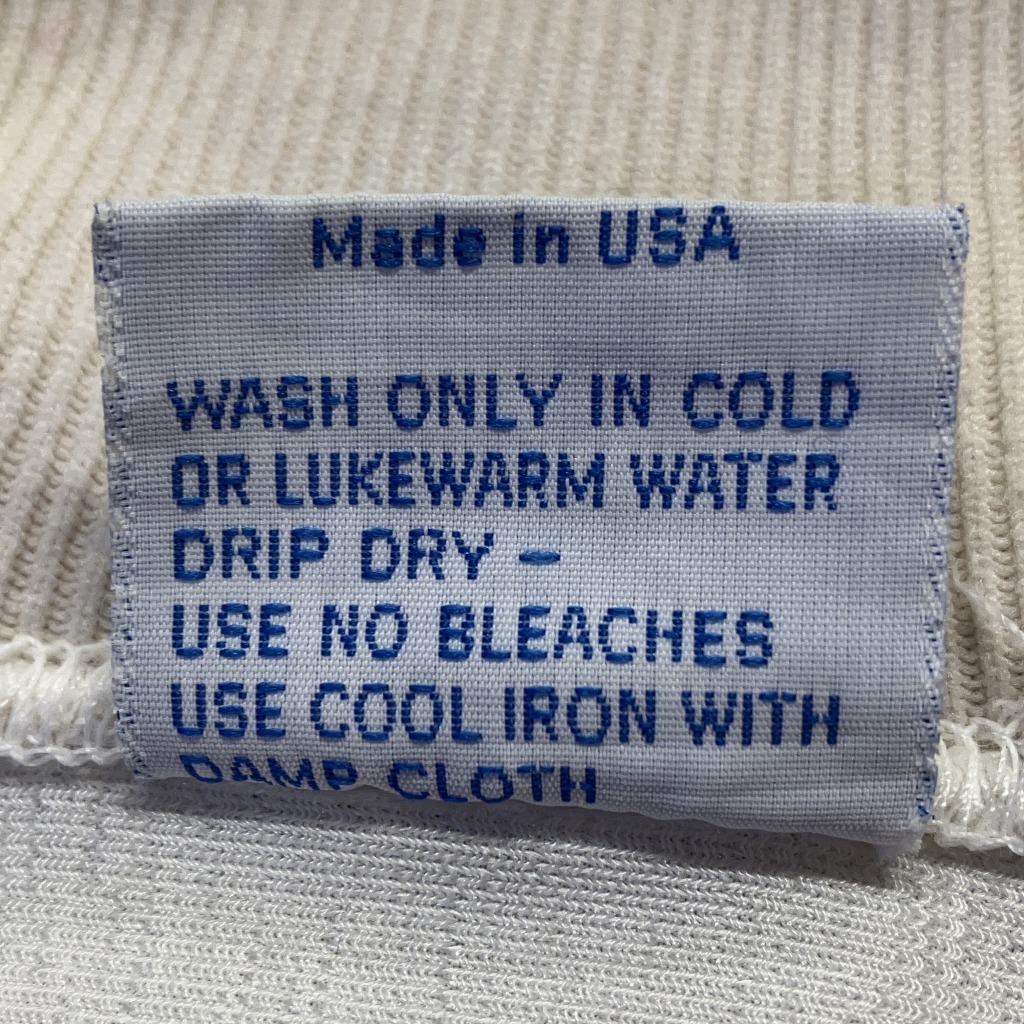 Made in USA
WASH ONLY IN COLD
OR LUKEWARM WATER
DRIP DRY –
USE NO BLEACHES
USE COOL IRON WITH
DAMP CLOTH